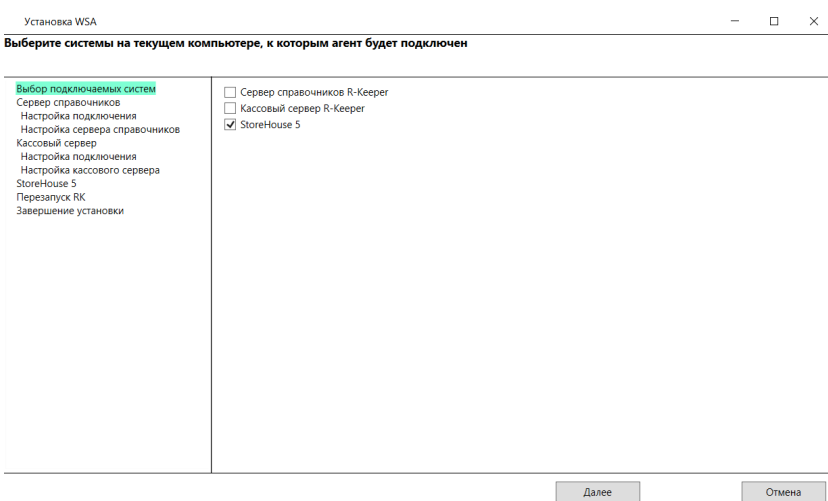 Установка WSA
Выберите системы на текущем компьютере, к которым агент будет подключен
Выбор подключаемых систем
Сервер справочников
Настройка подключения
Настройка сервера справочников
Кассовый сервер
Настройка подключения
Настройка кассового сервера
StoreHouse 5
Перезапуск RK
Завершение установки
Сервер справочников R-Keeper
Кассовый сервер R-Keeper
StoreHouse 5
Далее
Отмена